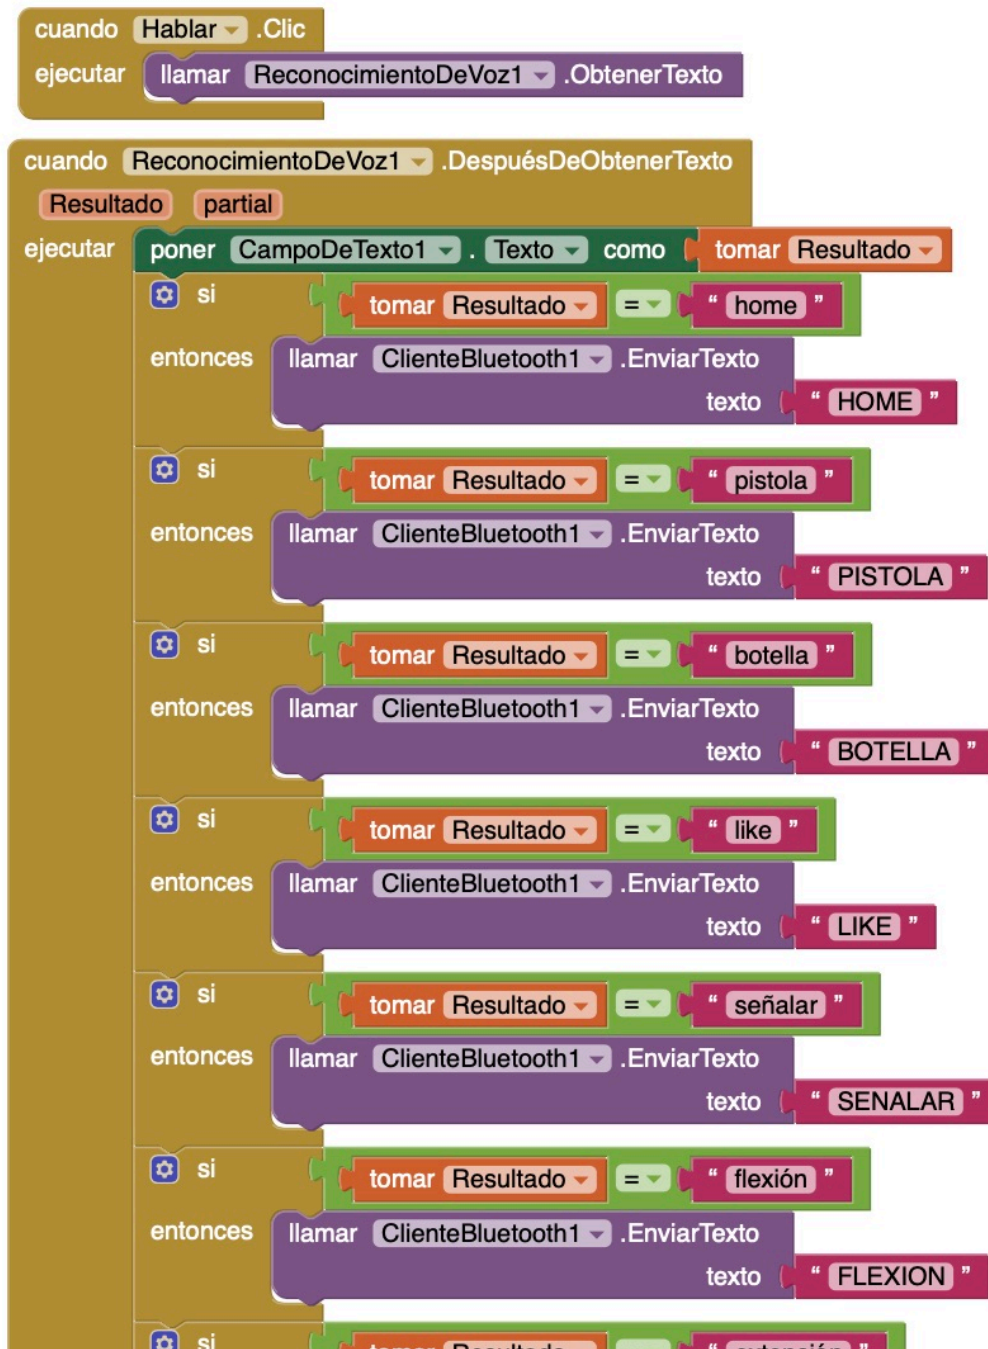 cuando Hablar .Clic
ejecutar llamar ReconocimientoDeVoz1 .ObtenerTexto
cuando ReconocimientoDeVoz1 .DespuésDeObtenerTexto
Resultado partial
ejecutar poner CampoDeTexto1 . Texto como tomar Resultado
si tomar Resultado = “ home ”
entonces llamar ClienteBluetooth1 .EnviarTexto
texto “ HOME ”
si tomar Resultado = “ pistola ”
entonces llamar ClienteBluetooth1 .EnviarTexto
texto “ PISTOLA ”
si tomar Resultado = “ botella ”
entonces llamar ClienteBluetooth1 .EnviarTexto
texto “ BOTELLA ”
si tomar Resultado = “ like ”
entonces llamar ClienteBluetooth1 .EnviarTexto
texto “ LIKE ”
si tomar Resultado = “ señalar ”
entonces llamar ClienteBluetooth1 .EnviarTexto
texto “ SENALAR ”
si tomar Resultado = “ flexión ”
entonces llamar ClienteBluetooth1 .EnviarTexto
texto “ FLEXION ”
si tomar Resultado “ extensión ”